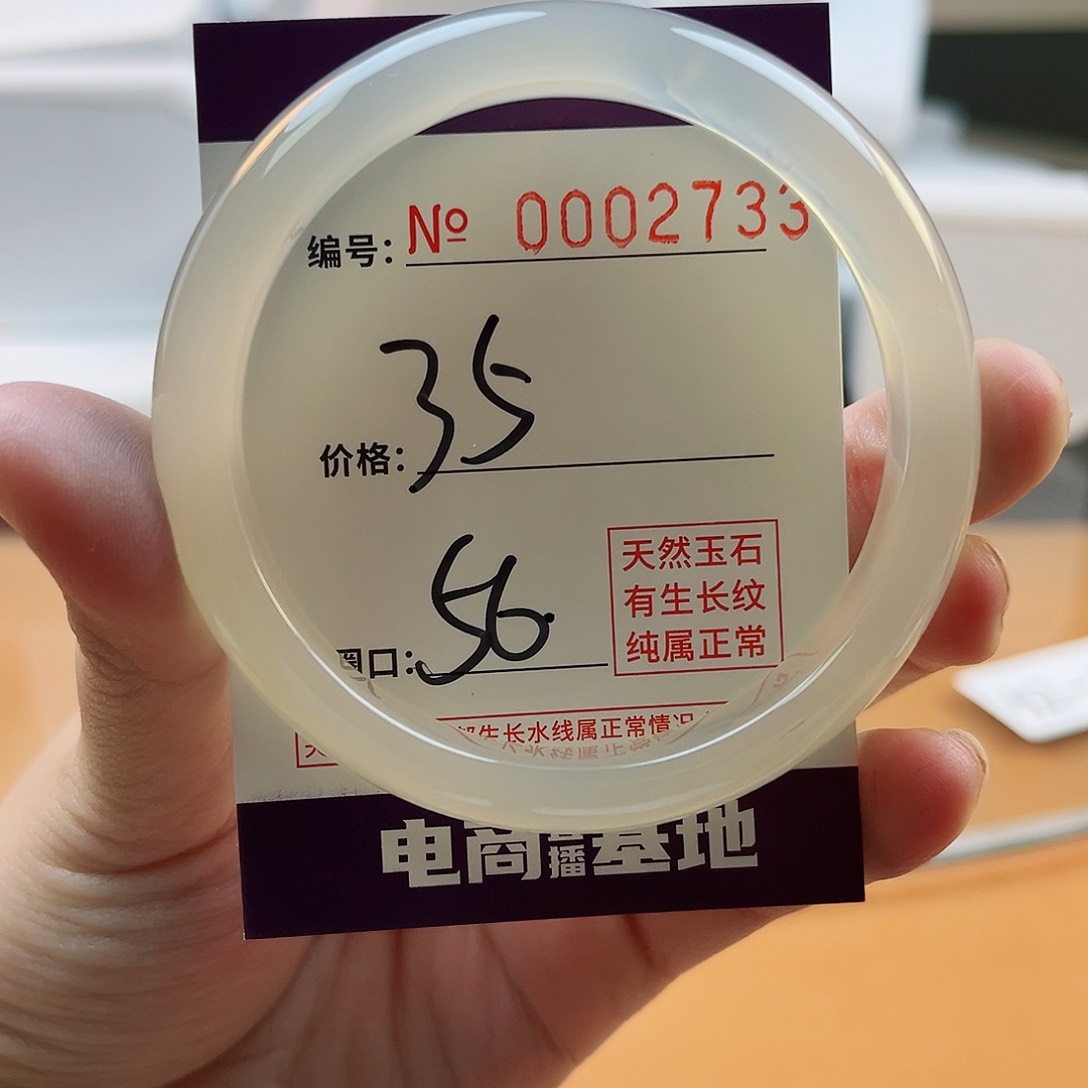 编号: № 0002733
价格: 35
圈口: 56
天然玉石
有生长纹
纯属正常
生长水线属正常情况
电商直播基地